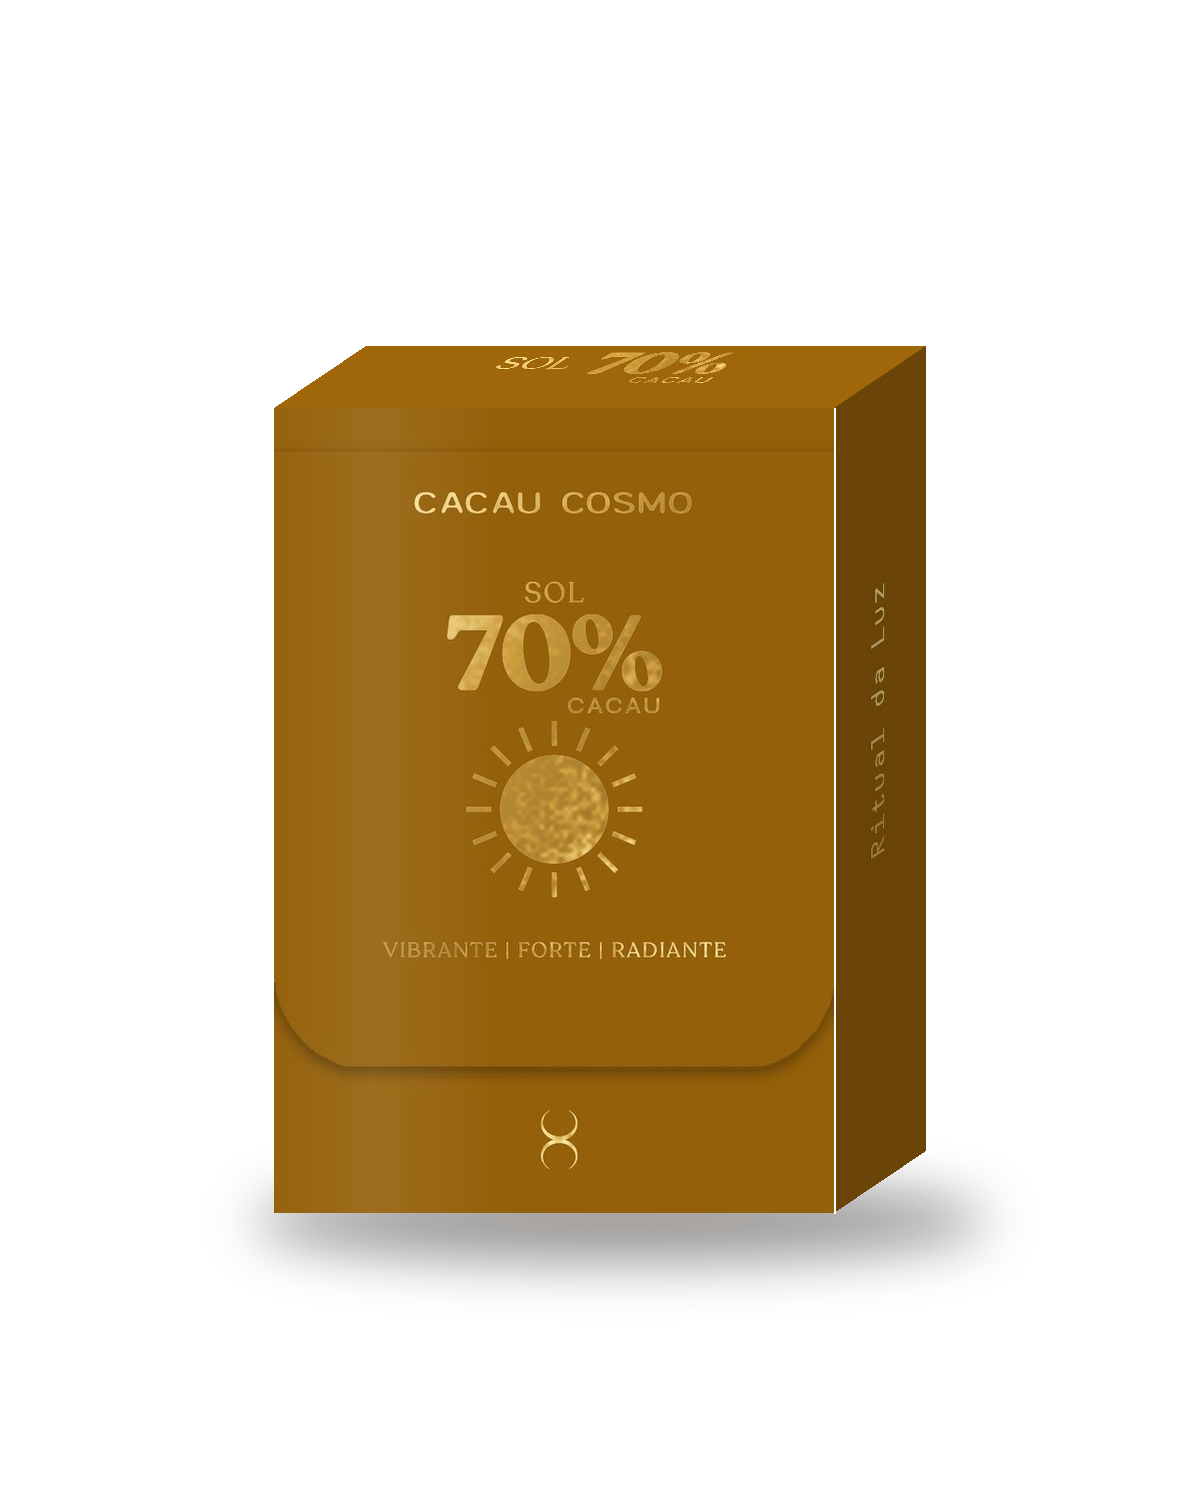 SOL 70%
CACAU
CACAU COSMO
SOL
70%
CACAU
VIBRANTE | FORTE | RADIANTE
Ritual da Luz